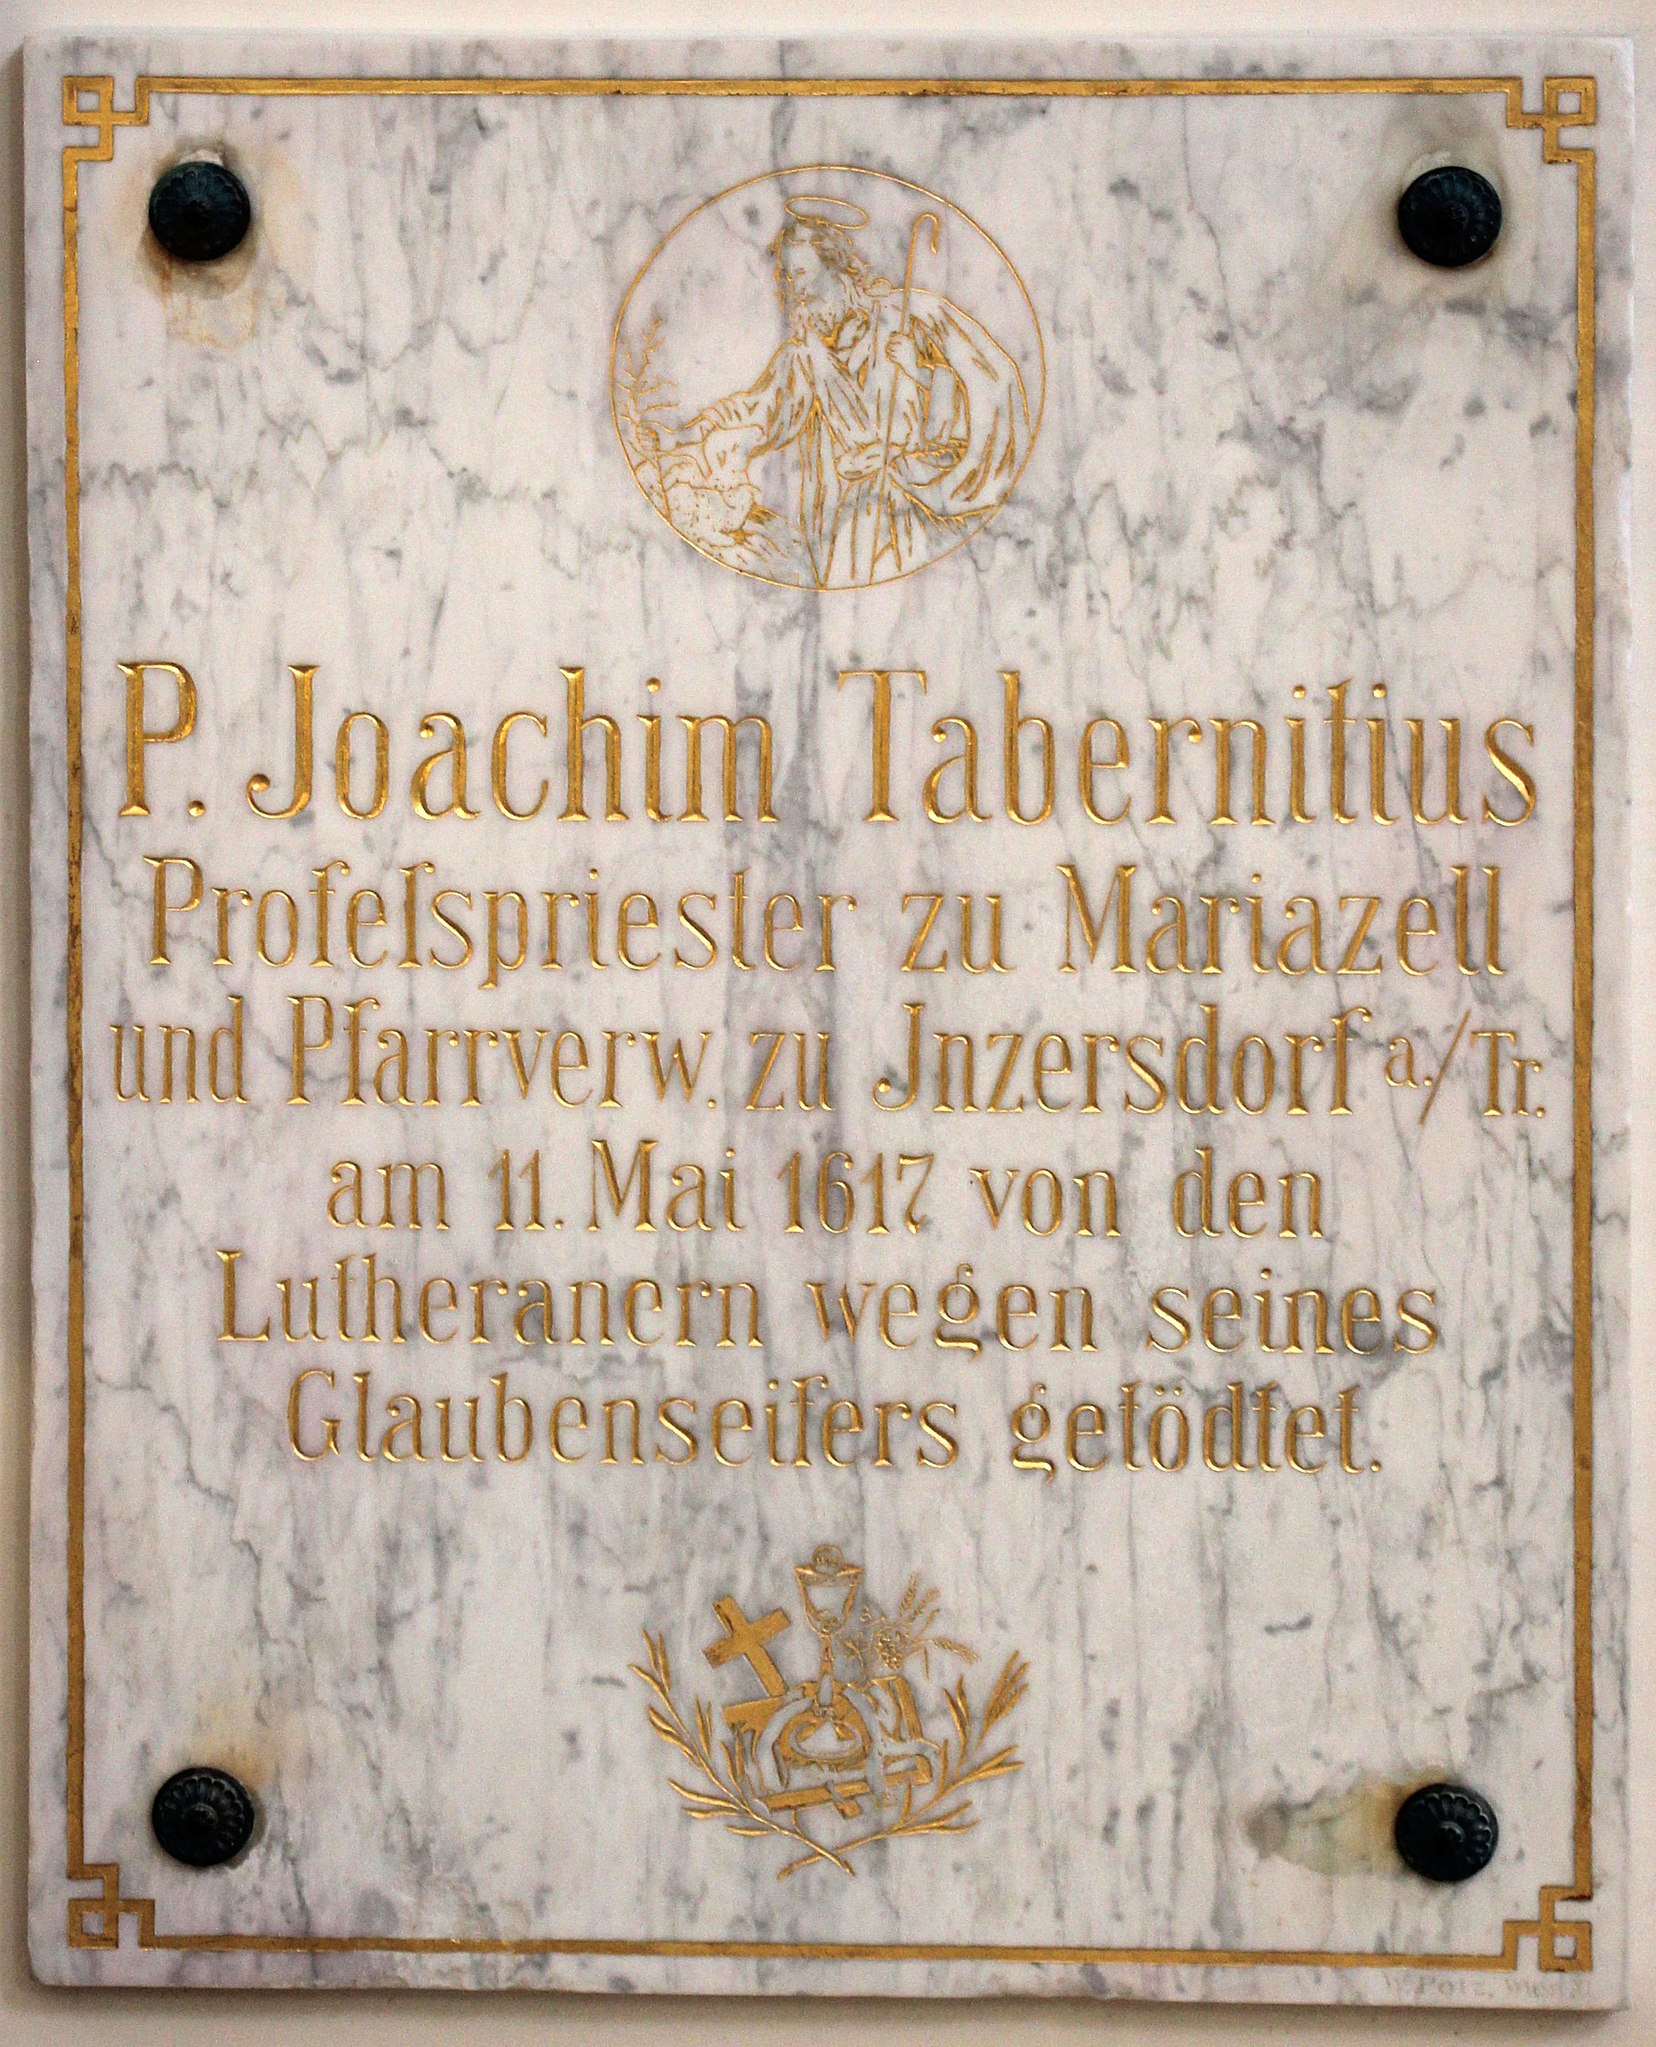 P. Joachim Tabernitius
Profeſspriester zu Mariazell
und Pfarrverw. zu Jnzersdorf a./Tr.
am 11. Mai 1617 von den
Lutheranern wegen seines
Glaubenseifers getödtet.